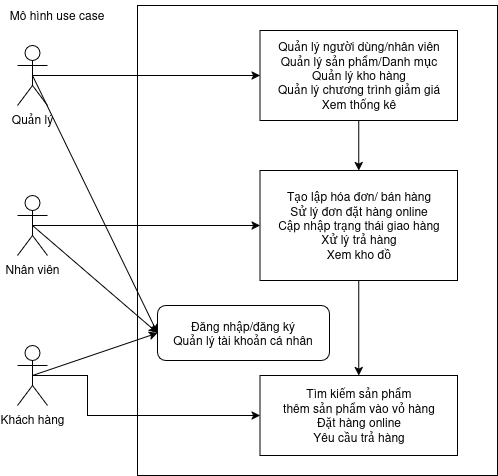 Mô hình use case
Quản lý
Quản lý người dùng/nhân viên
Quản lý sản phẩm/Danh mục
Quản lý kho hàng
Quản lý chương trình giảm giá
Xem thống kê
Nhân viên
Tạo lập hóa đơn/ bán hàng
Sử lý đơn đặt hàng online
Cập nhập trạng thái giao hàng
Xử lý trả hàng
Xem kho đồ
Đăng nhập/đăng ký
Quản lý tài khoản cá nhân
Khách hàng
Tìm kiếm sản phẩm
thêm sản phẩm vào vỏ hàng
Đặt hàng online
Yêu cầu trả hàng